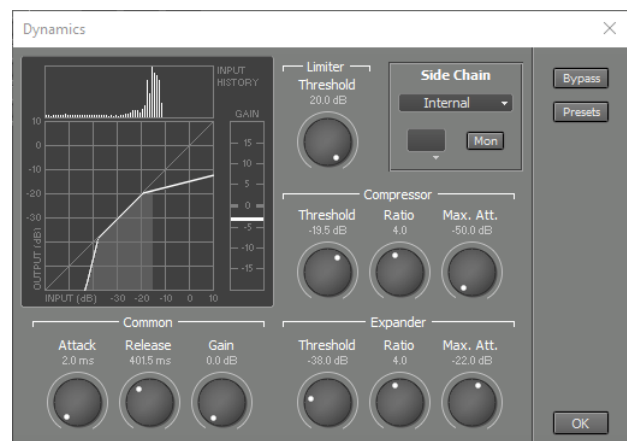 Dynamics
INPUT HISTORY
GAIN
10
0
-10
-20
-30
OUTPUT (dB)
INPUT (dB) -30 -20 -10 0 10
15
10
5
0
-5
-10
-15
Limiter
Threshold
20.0 dB
Side Chain
Internal
Mon
Bypass
Presets
Compressor
Threshold Ratio Max. Att.
-19.5 dB 4.0 -50.0 dB
Common
Attack Release Gain
2.0 ms 401.5 ms 0.0 dB
Expander
Threshold Ratio Max. Att.
-38.0 dB 4.0 -22.0 dB
OK